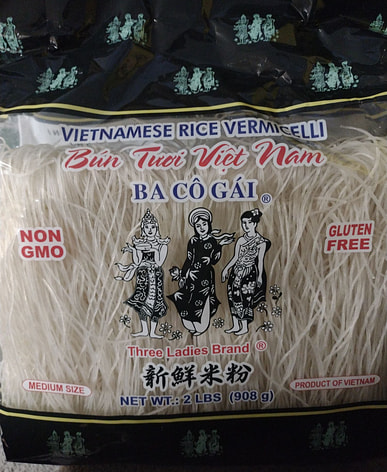 VIETNAMESE RICE VERMICELLI
Bún Tươi Việt Nam
BA CÔ GÁI ®
NON
GMO
GLUTEN
FREE
Three Ladies Brand ®
新鮮米粉
MEDIUM SIZE
PRODUCT OF VIETNAM
NET WT.: 2 LBS (908 g)